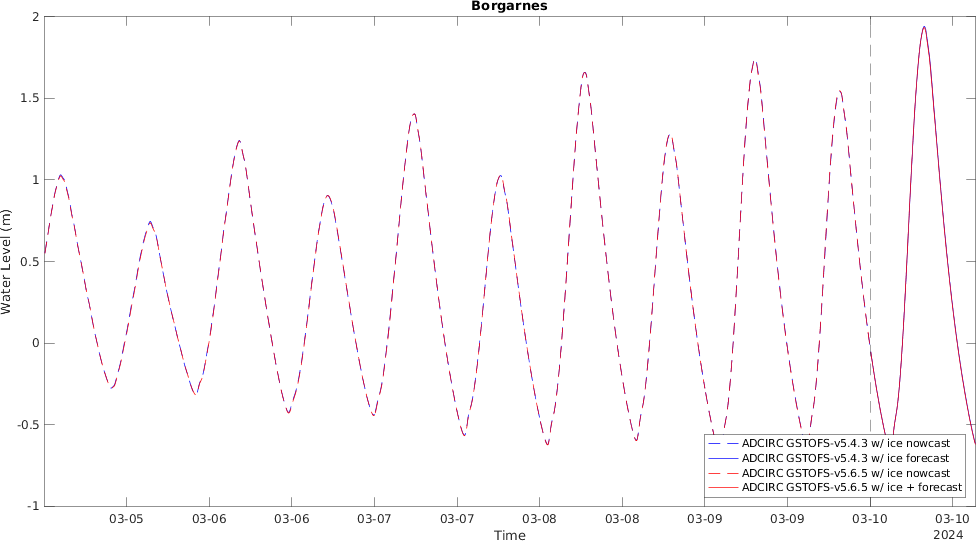 Borgarnes
2
1.5
1
0.5
0
-0.5
-1
Water Level (m)
ADCIRC GSTOFS-v5.4.3 w/ ice nowcast
ADCIRC GSTOFS-v5.4.3 w/ ice forecast
ADCIRC GSTOFS-v5.6.5 w/ ice nowcast
ADCIRC GSTOFS-v5.6.5 w/ ice + forecast
03-05 03-06 03-06 03-07 03-07 03-08 03-08 03-09 03-09 03-10 03-10
Time
2024